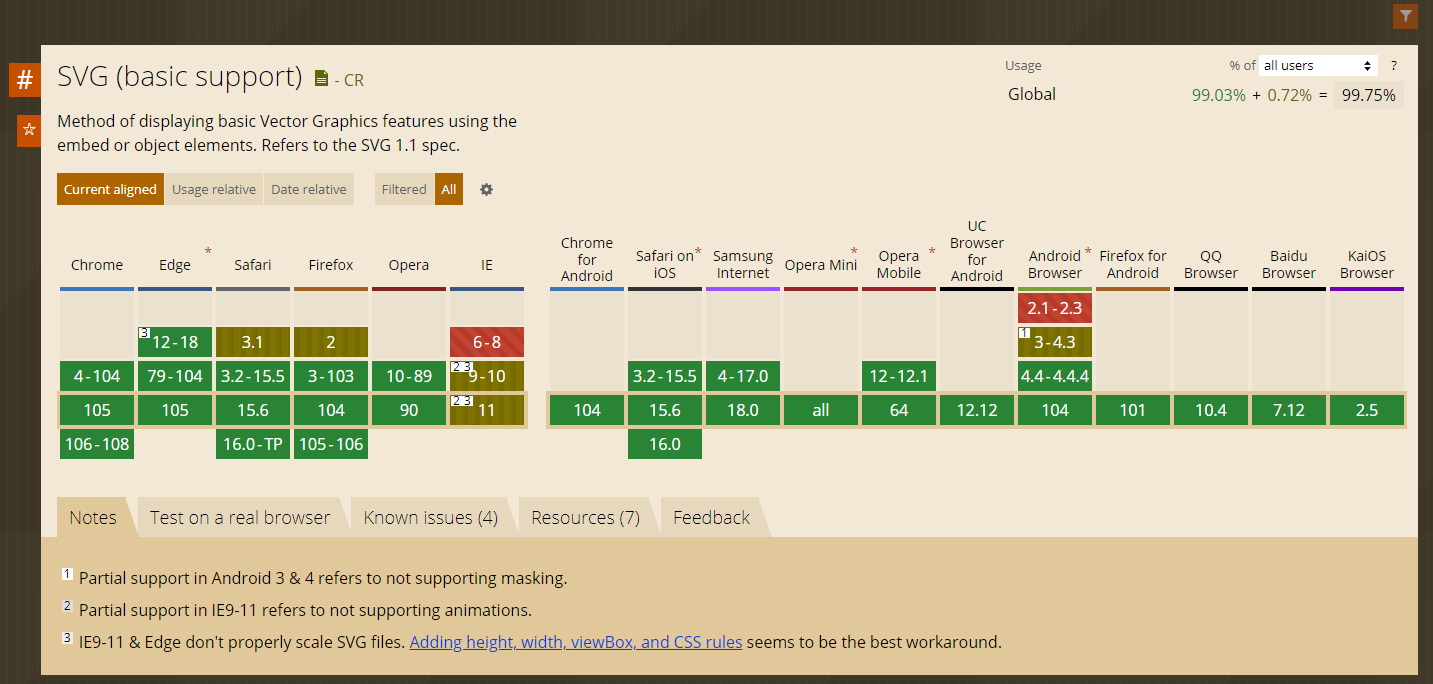 #
SVG (basic support) - CR
Usage % of all users ?
Global 99.03% + 0.72% = 99.75%
Method of displaying basic Vector Graphics features using the
embed or object elements. Refers to the SVG 1.1 spec.
Current aligned Usage relative Date relative Filtered All
Chrome Edge * Safari Firefox Opera IE Chrome for Android Safari on iOS * Samsung Internet Opera Mini * Opera Mobile * UC Browser for Android Android Browser * Firefox for Android QQ Browser Baidu Browser KaiOS Browser
2.1-2.3
3 12-18 3.1 2 6-8 1 3-4.3
4-104 79-104 3.2-15.5 3-103 10-89 2 3 9-10 3.2-15.5 4-17.0 12-12.1 4.4-4.4.4
105 105 15.6 104 90 2 3 11 104 15.6 18.0 all 64 12.12 104 101 10.4 7.12 2.5
106-108 16.0-TP 105-106 16.0
Notes Test on a real browser Known issues (4) Resources (7) Feedback
1 Partial support in Android 3 & 4 refers to not supporting masking.
2 Partial support in IE9-11 refers to not supporting animations.
3 IE9-11 & Edge don't properly scale SVG files. Adding height, width, viewBox, and CSS rules seems to be the best workaround.